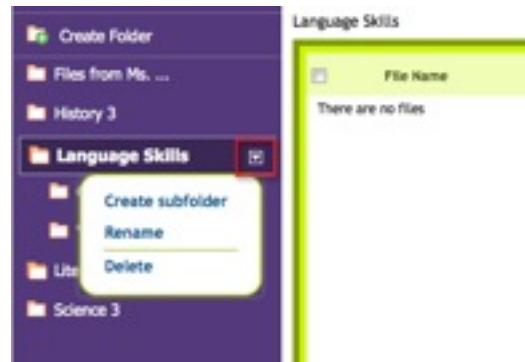 Create Folder
Files from Ms. ...
History 3
Language Skills
Create subfolder
Rename
Delete
Science 3
Language Skills
File Name
There are no files